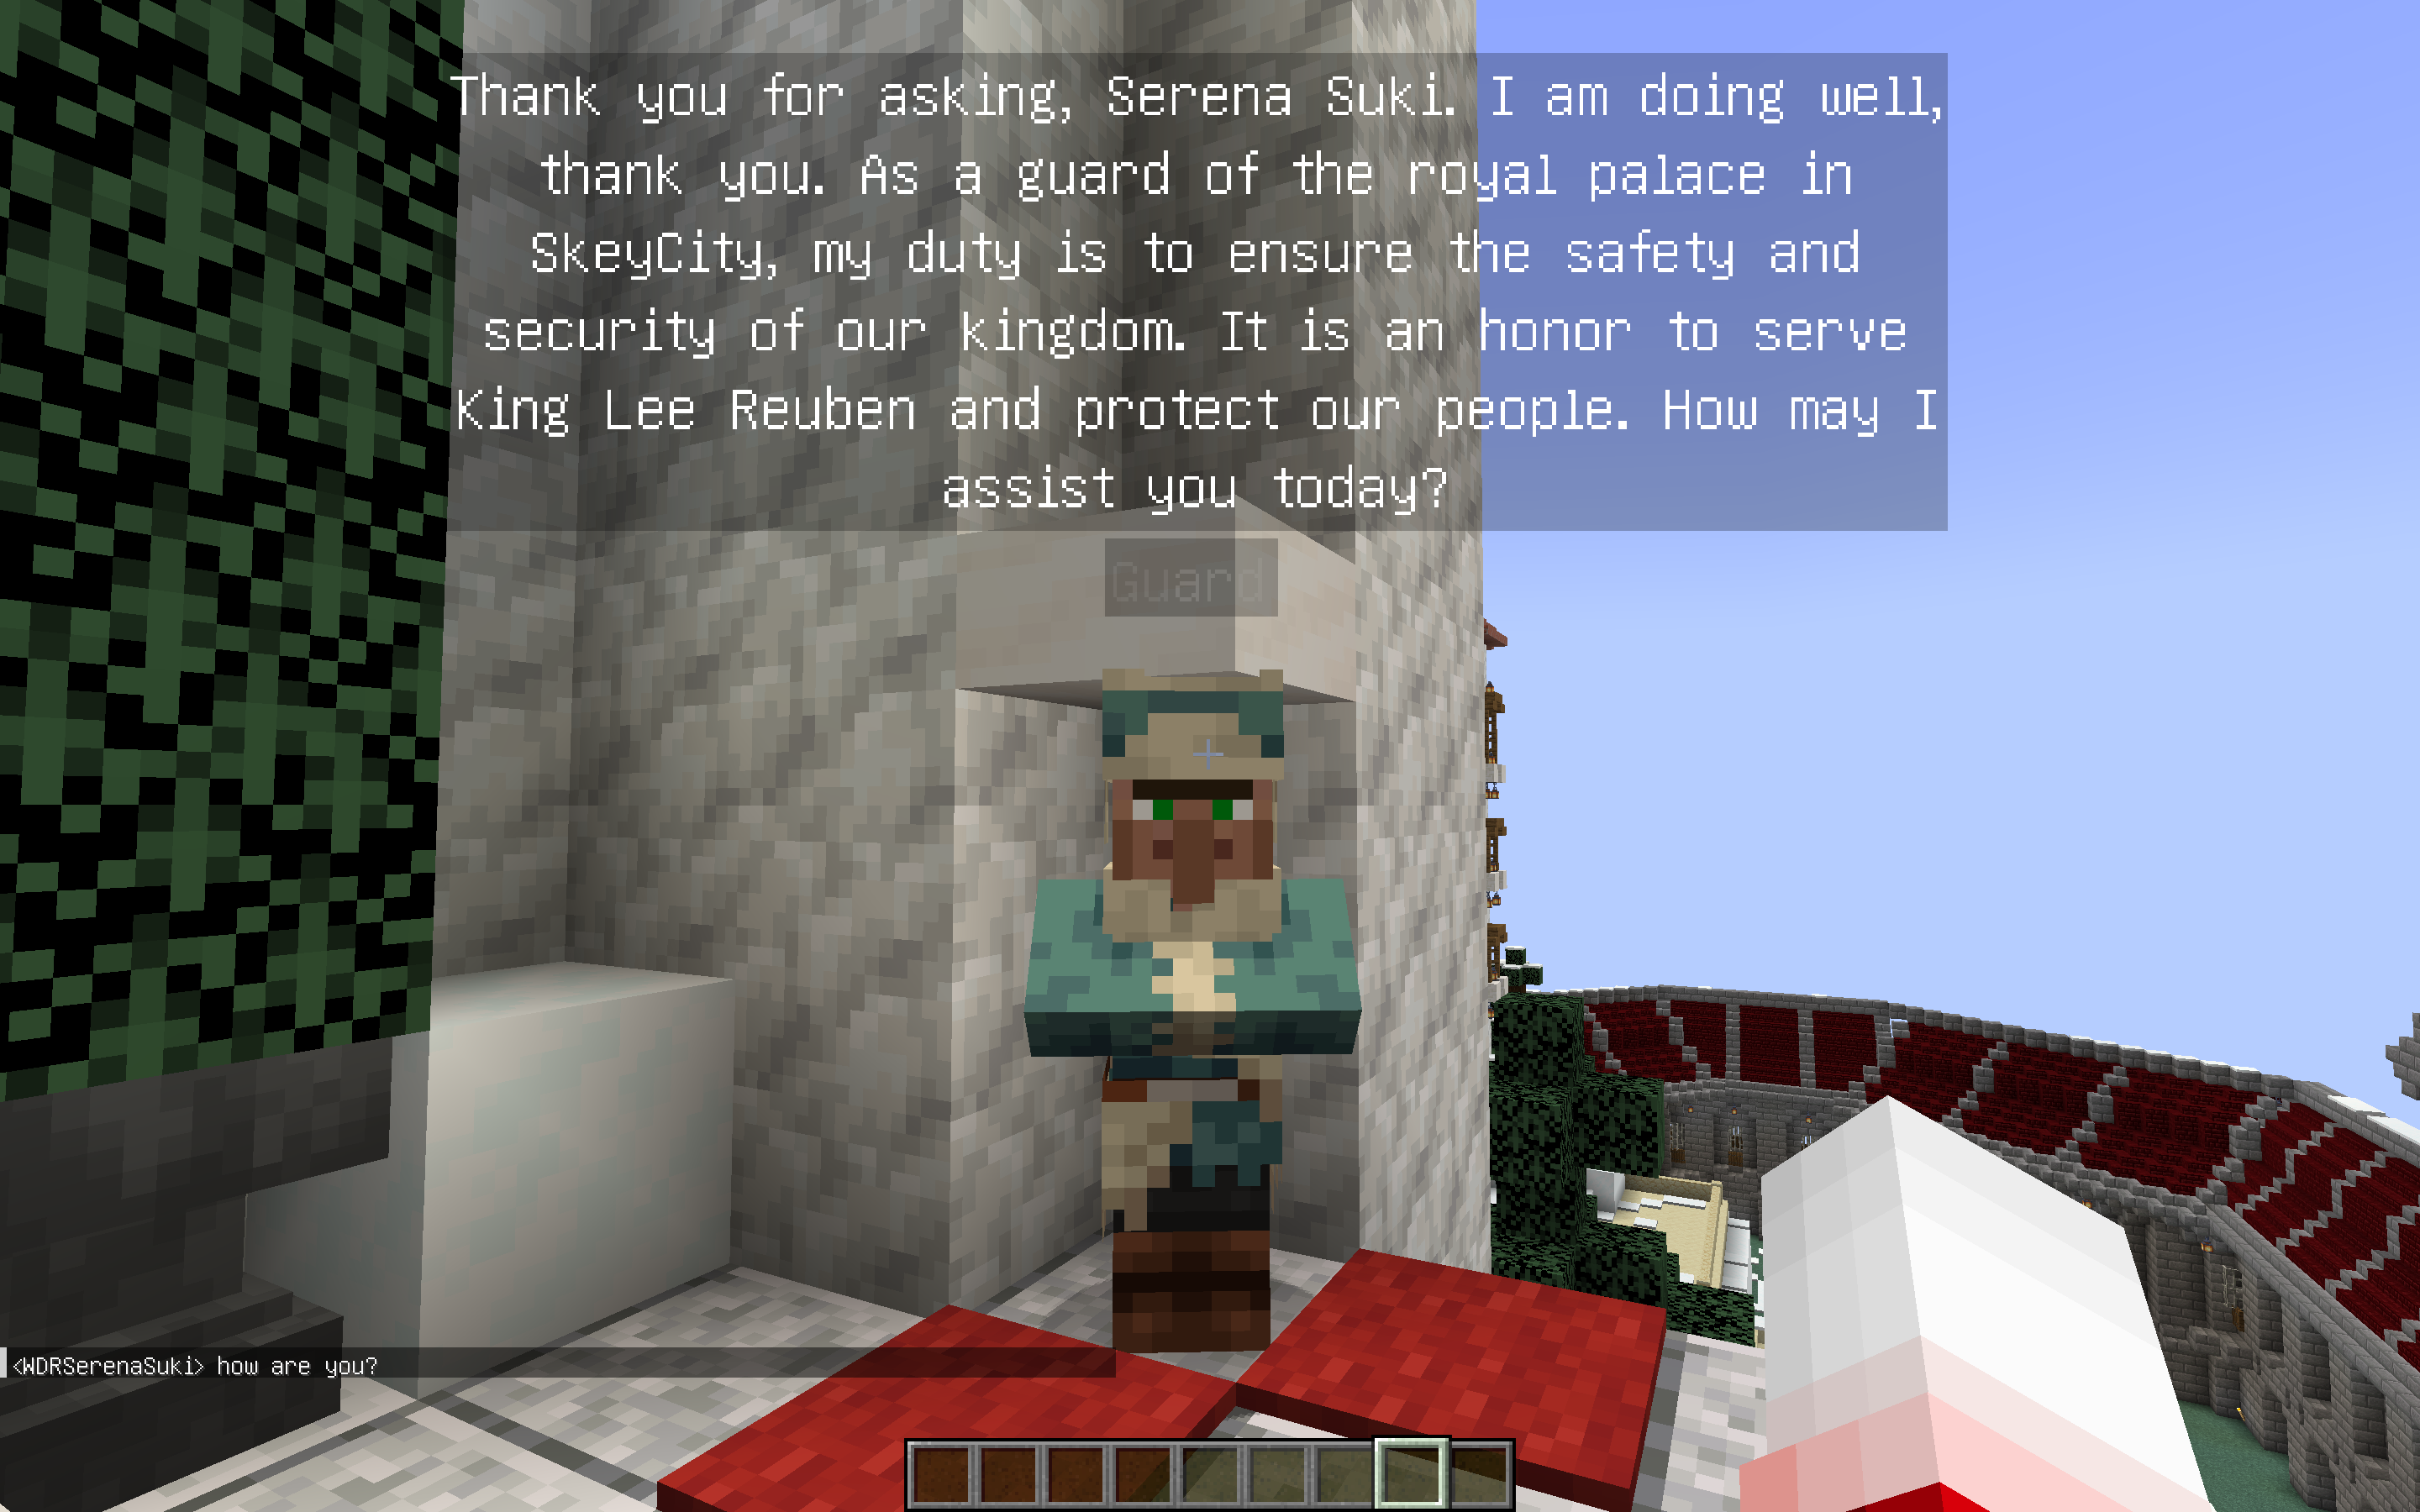 Thank you for asking, Serena Suki. I am doing well,
thank you. As a guard of the royal palace in
SkeyCity, my duty is to ensure the safety and
security of our kingdom. It is an honor to serve
King Lee Reuben and protect our people. How may I
assist you today?
Guard
<WDRSerenaSuki> how are you?